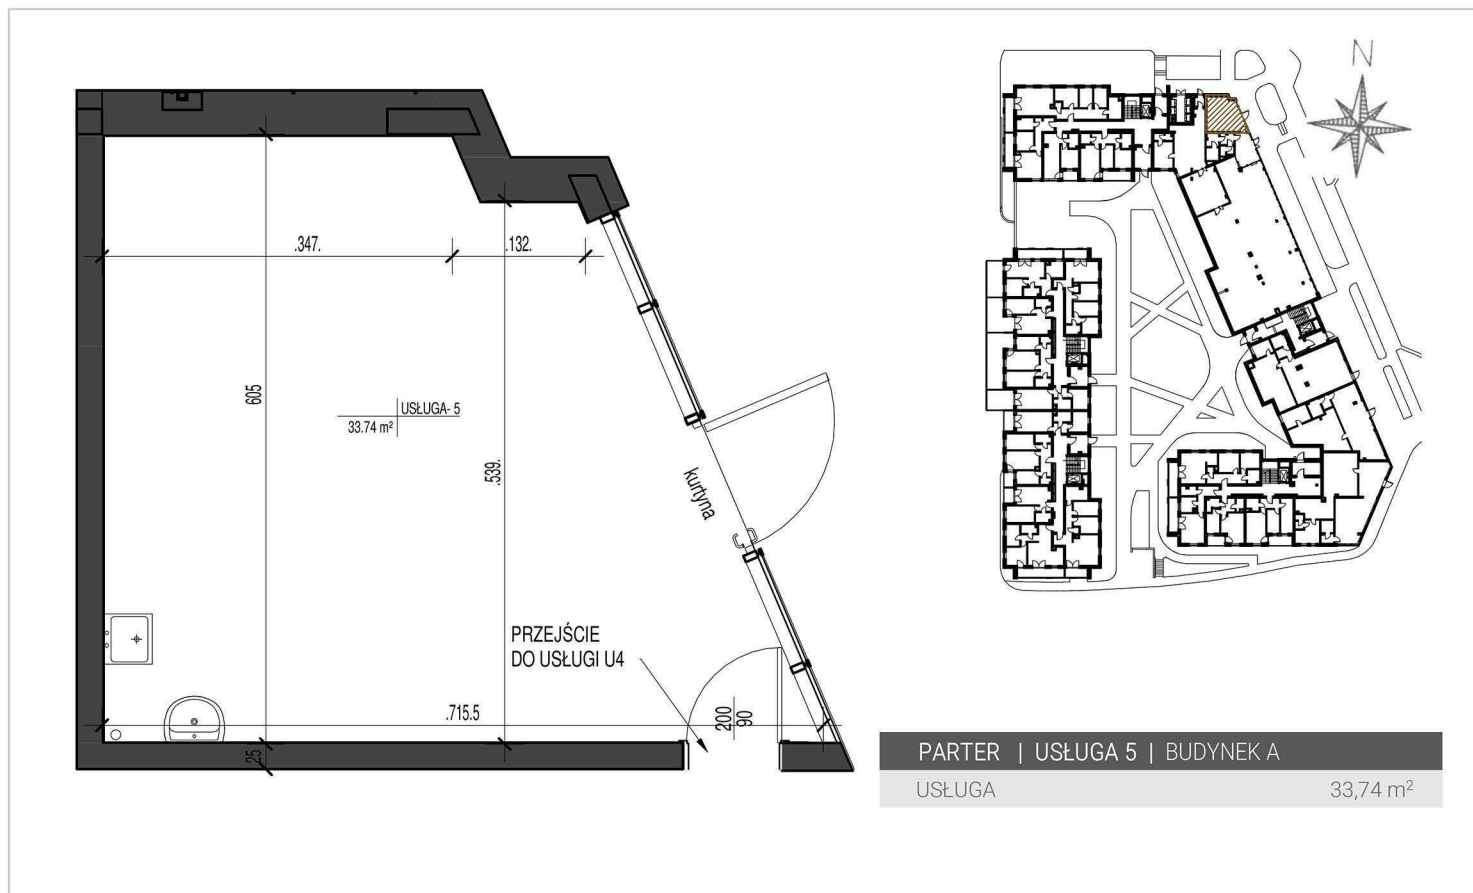 N
.347.
.132.
605
USŁUGA- 5
33.74 m²
.539.
kurtyna
PRZEJŚCIE
DO USŁUGI U4
.715.5
200
90
25
PARTER | USŁUGA 5 | BUDYNEK A
USŁUGA 33,74 m²